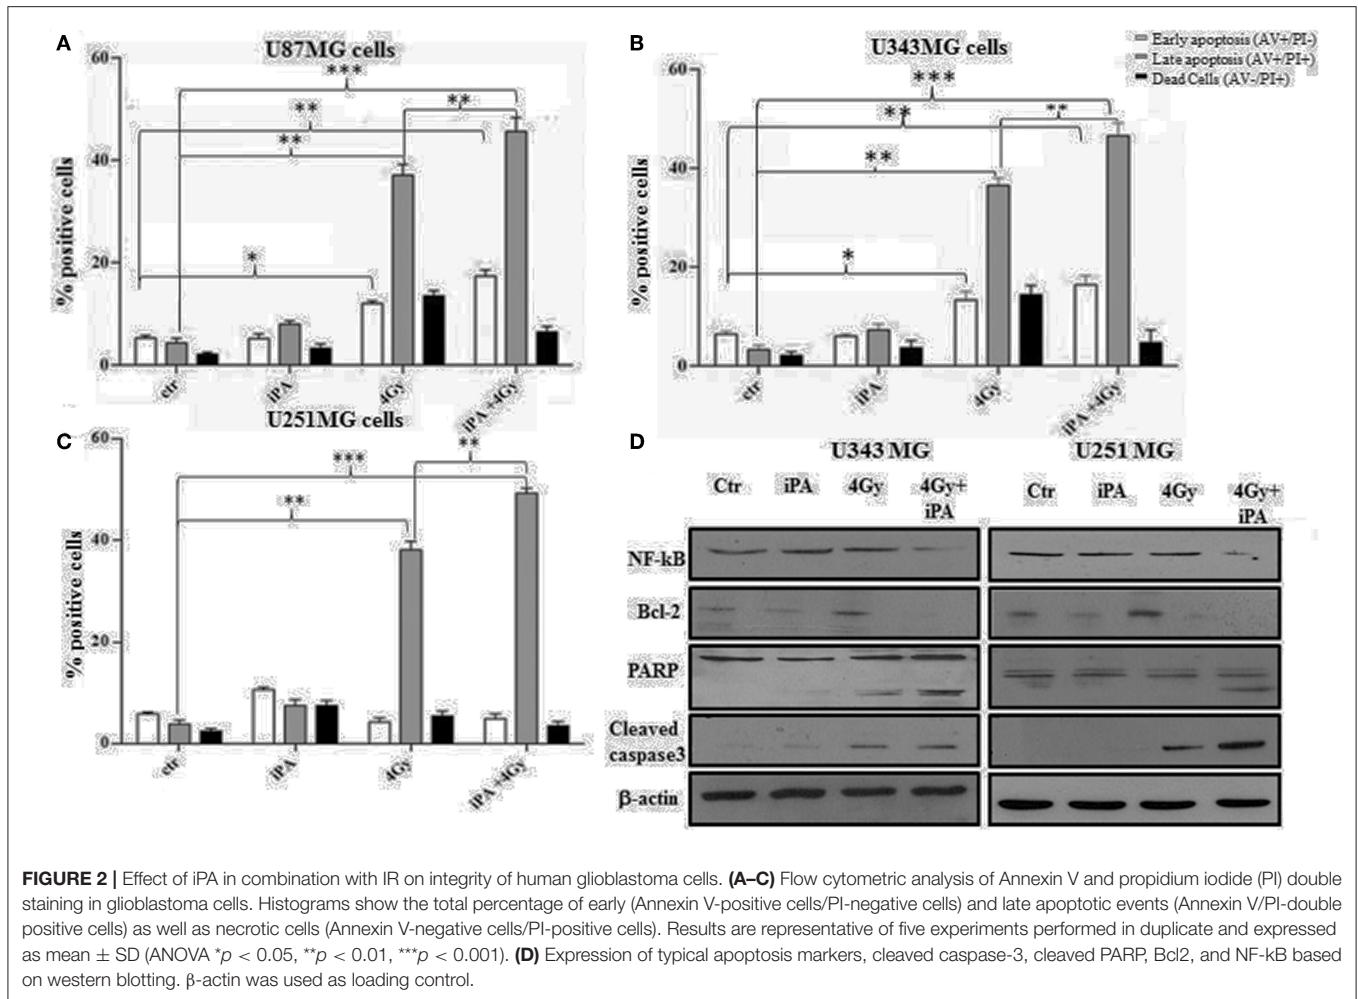 A
U87MG cells
60
40
20
0
% positive cells
***
**
**
**
*
ctr
iPA
4Gy
iPA +4Gy
B
U343MG cells
Early apoptosis (AV+/PI-)
Late apoptosis (AV+/PI+)
Dead Cells (AV-/PI+)
60
40
20
0
% positive cells
***
**
**
**
*
ctr
iPA
4Gy
iPA +4Gy
C
U251MG cells
60
40
20
0
% positive cells
**
***
**
ctr
iPA
4Gy
iPA +4Gy
D
U343 MG
U251 MG
Ctr iPA 4Gy 4Gy+ iPA
Ctr iPA 4Gy 4Gy+ iPA
NF-kB
Bcl-2
PARP
Cleaved
caspase3
β-actin
FIGURE 2 | Effect of iPA in combination with IR on integrity of human glioblastoma cells. (A–C) Flow cytometric analysis of Annexin V and propidium iodide (PI) double
staining in glioblastoma cells. Histograms show the total percentage of early (Annexin V-positive cells/PI-negative cells) and late apoptotic events (Annexin V/PI-double
positive cells) as well as necrotic cells (Annexin V-negative cells/PI-positive cells). Results are representative of five experiments performed in duplicate and expressed
as mean ± SD (ANOVA *p < 0.05, **p < 0.01, ***p < 0.001). (D) Expression of typical apoptosis markers, cleaved caspase-3, cleaved PARP, Bcl2, and NF-kB based
on western blotting. β-actin was used as loading control.